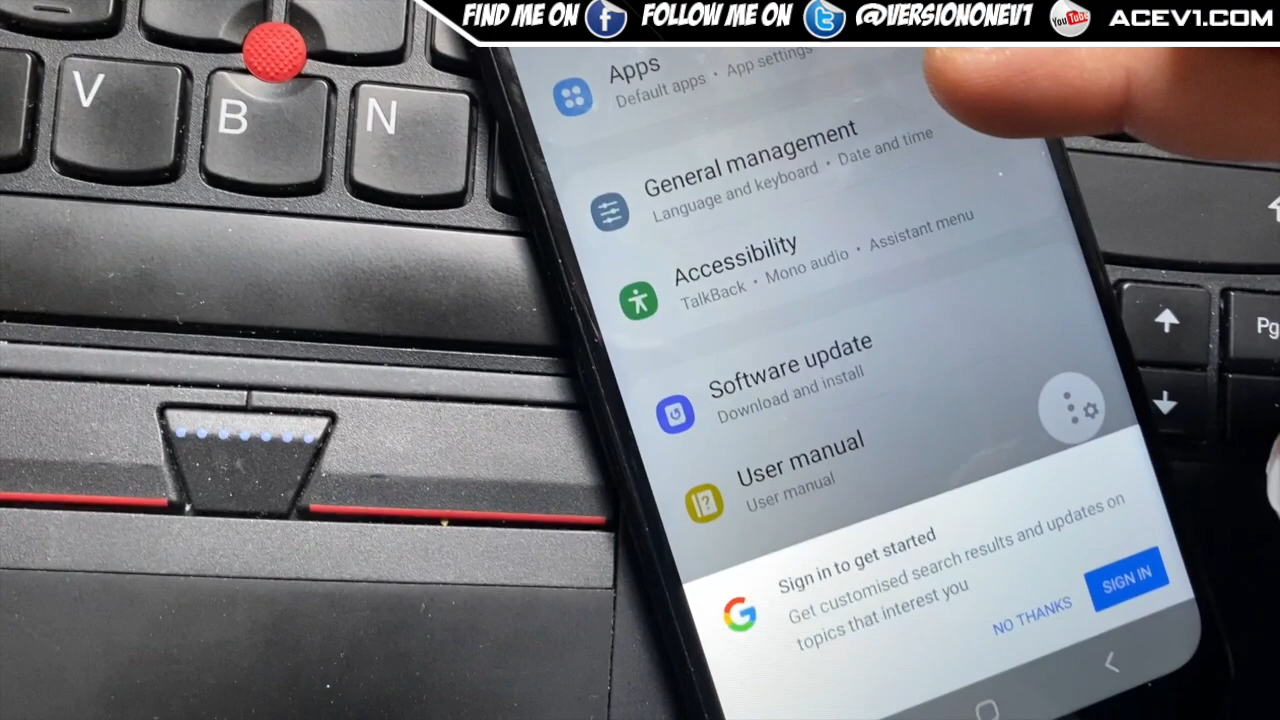 FIND ME ON f FOLLOW ME ON @VERSIONONEV1 YouTube ACEV1.COM
V
B
N
Apps
Default apps • App settings
General management
Language and keyboard • Date and time
Accessibility
TalkBack • Mono audio • Assistant menu
Software update
Download and install
User manual
User manual
Pg
Sign in to get started
Get customised search results and updates on
topics that interest you
NO THANKS
SIGN IN